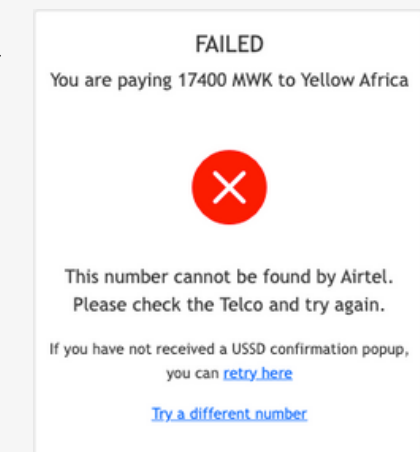 FAILED
You are paying 17400 MWK to Yellow Africa
This number cannot be found by Airtel.
Please check the Telco and try again.
If you have not received a USSD confirmation popup,
you can retry here
Try a different number